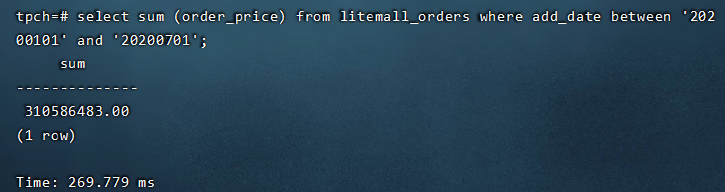 tpch=# select sum (order_price) from litemall_orders where add_date between '202
00101' and '20200701';
sum
--------------
310586483.00
(1 row)
Time: 269.779 ms